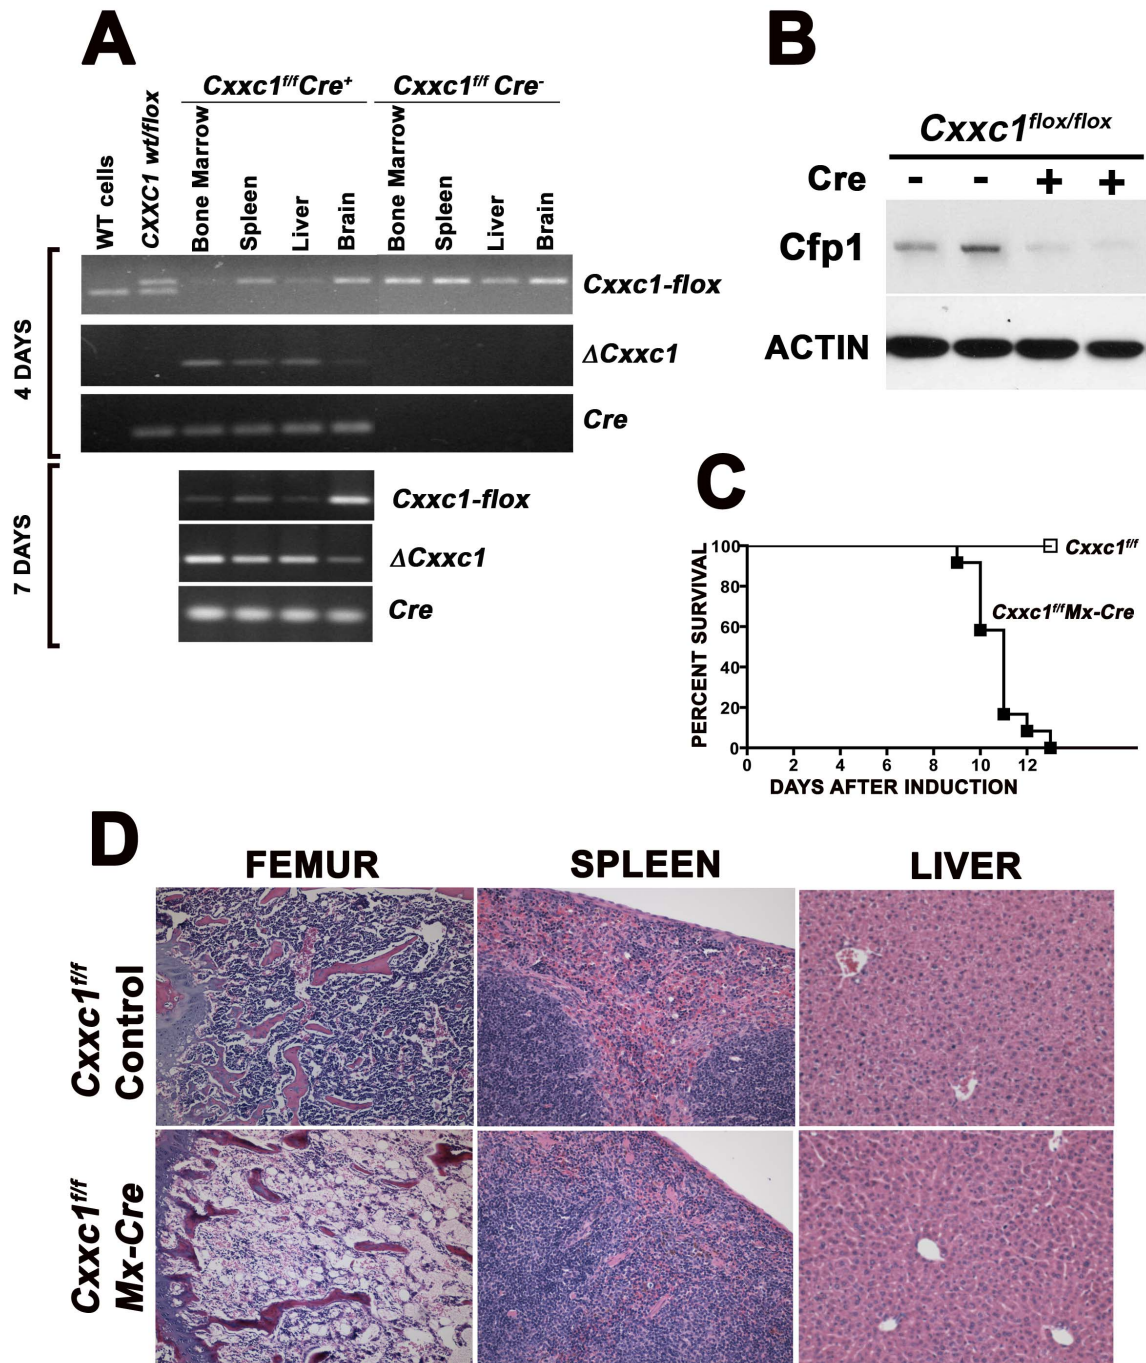 A
Cxxc1f/fCre+
Cxxc1f/f Cre-
WT cells
CXXC1 wt/flox
Bone Marrow
Spleen
Liver
Brain
Bone Marrow
Spleen
Liver
Brain
4 DAYS
Cxxc1-flox
ΔCxxc1
Cre
7 DAYS
Cxxc1-flox
ΔCxxc1
Cre
B
Cxxc1flox/flox
Cre - - + +
Cfp1
ACTIN
C
PERCENT SURVIVAL
100
80
60
40
20
0
Cxxc1f/f
Cxxc1f/fMx-Cre
0 2 4 6 8 10 12
DAYS AFTER INDUCTION
D
FEMUR SPLEEN LIVER
Cxxc1f/f
Control
Cxxc1f/f
Mx-Cre